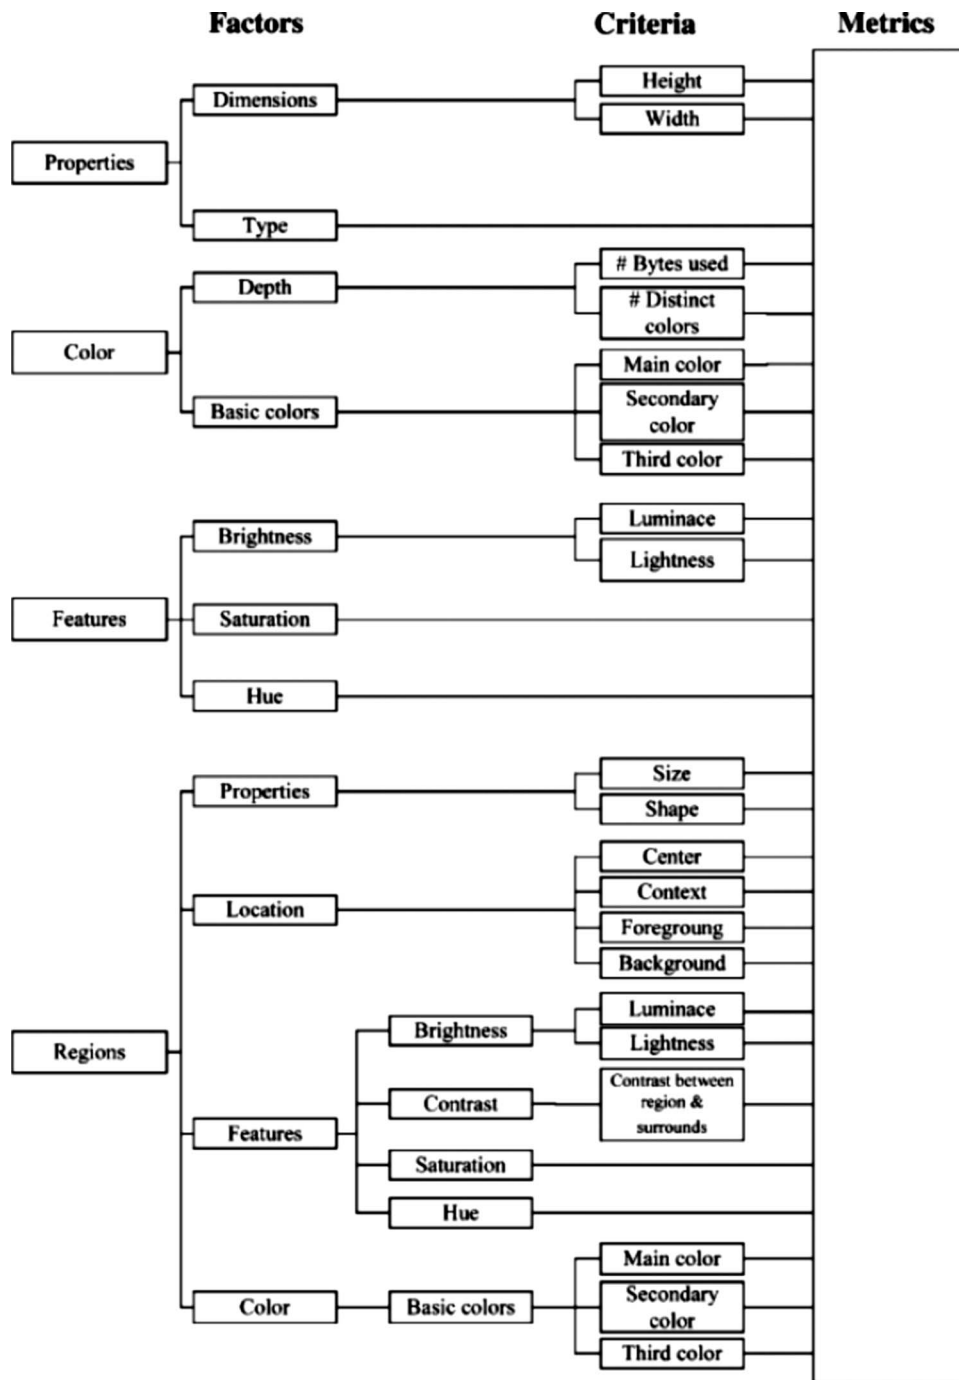 Factors Criteria Metrics
Height
Dimensions
Width
Properties
Type
# Bytes used
Depth
# Distinct
colors
Color
Main color
Basic colors
Secondary
color
Third color
Luminace
Brightness
Lightness
Features
Saturation
Hue
Size
Properties
Shape
Center
Context
Location
Foregroung
Background
Luminace
Brightness
Lightness
Regions
Contrast
Contrast between
region &
surrounds
Features
Saturation
Hue
Main color
Color
Basic colors
Secondary
color
Third color